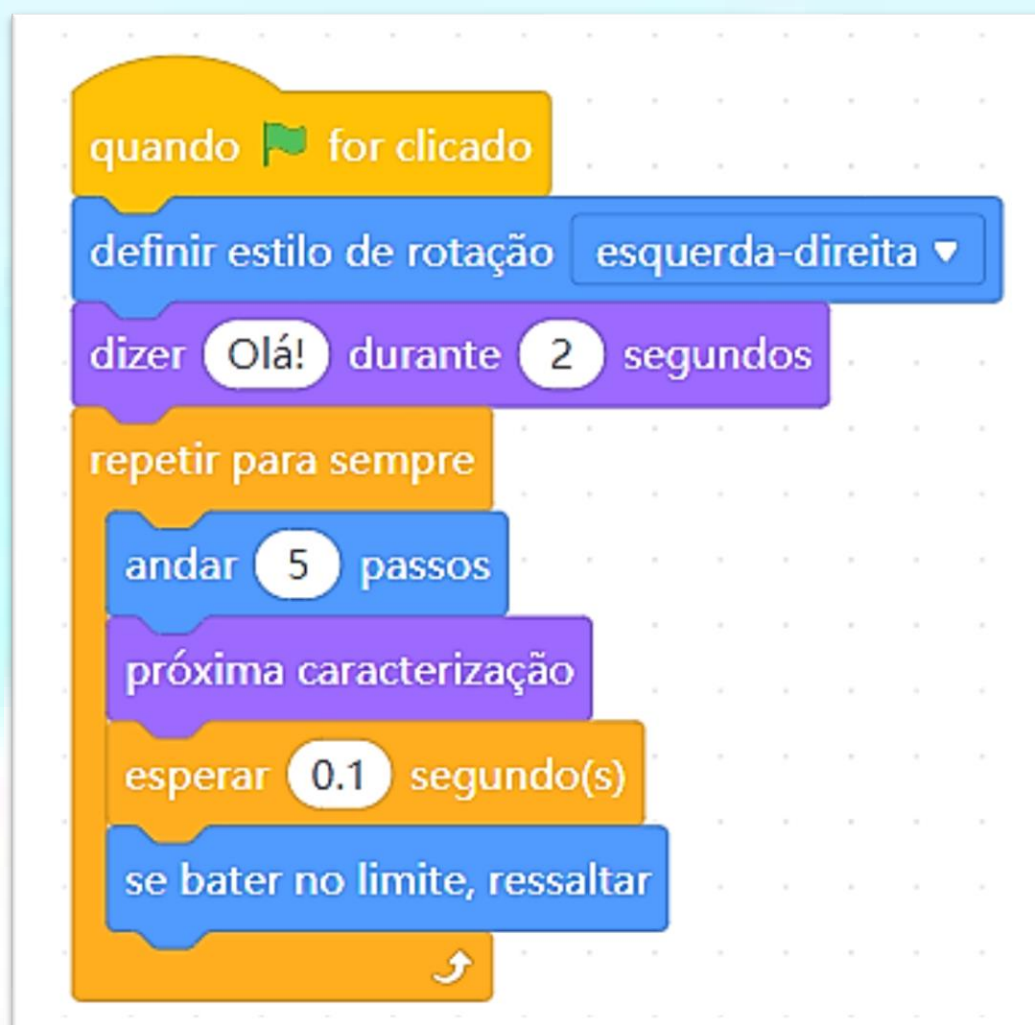 quando for clicado
definir estilo de rotação esquerda-direita
dizer Olá! durante 2 segundos
repetir para sempre
andar 5 passos
próxima caracterização
esperar 0.1 segundo(s)
se bater no limite, ressaltar